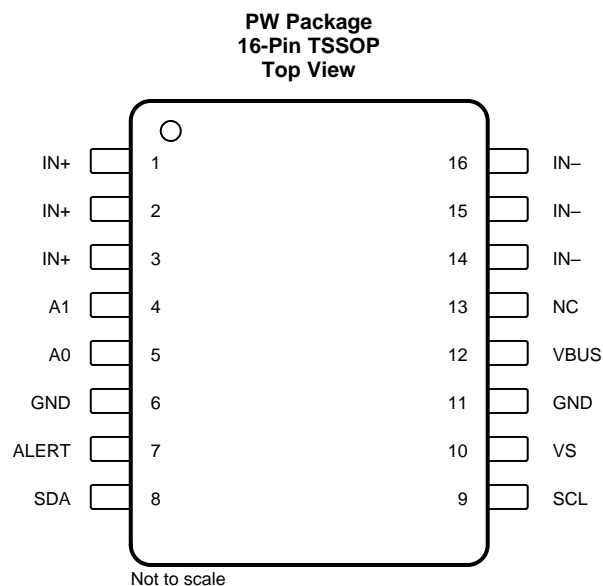 PW Package
16-Pin TSSOP
Top View
IN+ 1 16 IN–
IN+ 2 15 IN–
IN+ 3 14 IN–
A1 4 13 NC
A0 5 12 VBUS
GND 6 11 GND
ALERT 7 10 VS
SDA 8 9 SCL
Not to scale